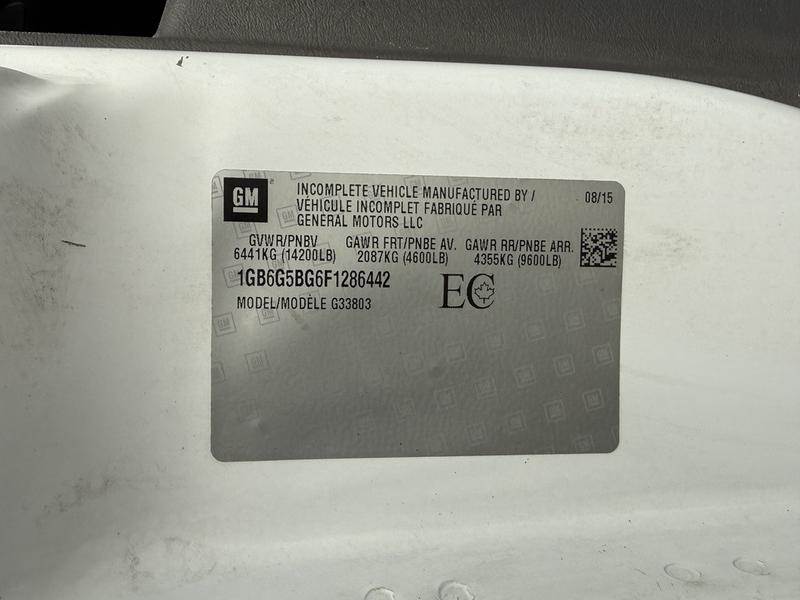 GM
INCOMPLETE VEHICLE MANUFACTURED BY /
VÉHICULE INCOMPLET FABRIQUÉ PAR
GENERAL MOTORS LLC
08/15
GVWR/PNBV GAWR FRT/PNBE AV. GAWR RR/PNBE ARR.
6441KG (14200LB) 2087KG (4600LB) 4355KG (9600LB)
1GB6G5BG6F1286442
EC
MODEL/MODÈLE G33803